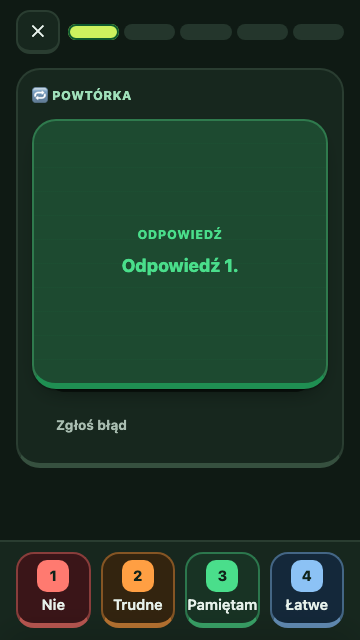 POWTÓRKA
ODPOWIEDŹ
Odpowiedź 1.
Zgłoś błąd
1
Nie
2
Trudne
3
Pamiętam
4
Łatwe